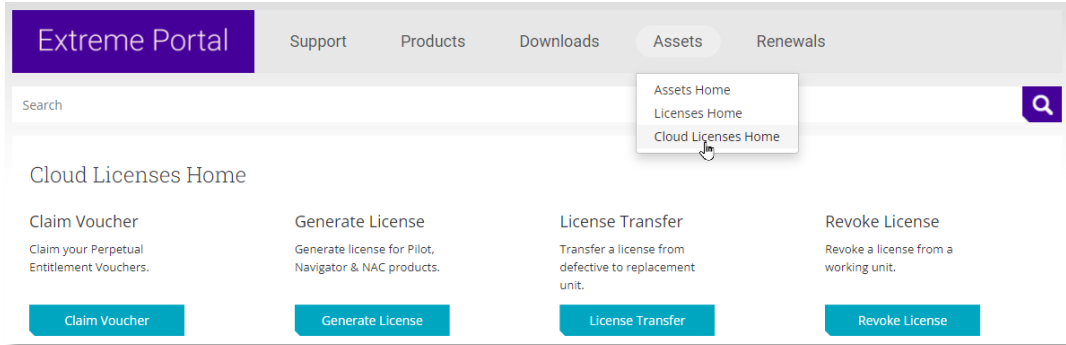 Extreme Portal
Support Products Downloads Assets Renewals
Assets Home
Licenses Home
Cloud Licenses Home
Search
Cloud Licenses Home
Claim Voucher
Claim your Perpetual
Entitlement Vouchers.
Claim Voucher
Generate License
Generate license for Pilot,
Navigator & NAC products.
Generate License
License Transfer
Transfer a license from
defective to replacement
unit.
License Transfer
Revoke License
Revoke a license from a
working unit.
Revoke License